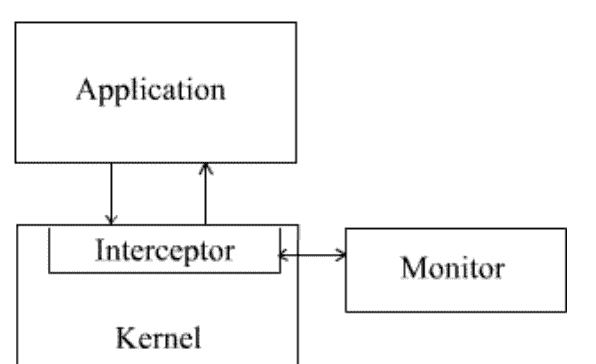 Application
Interceptor
Monitor
Kernel